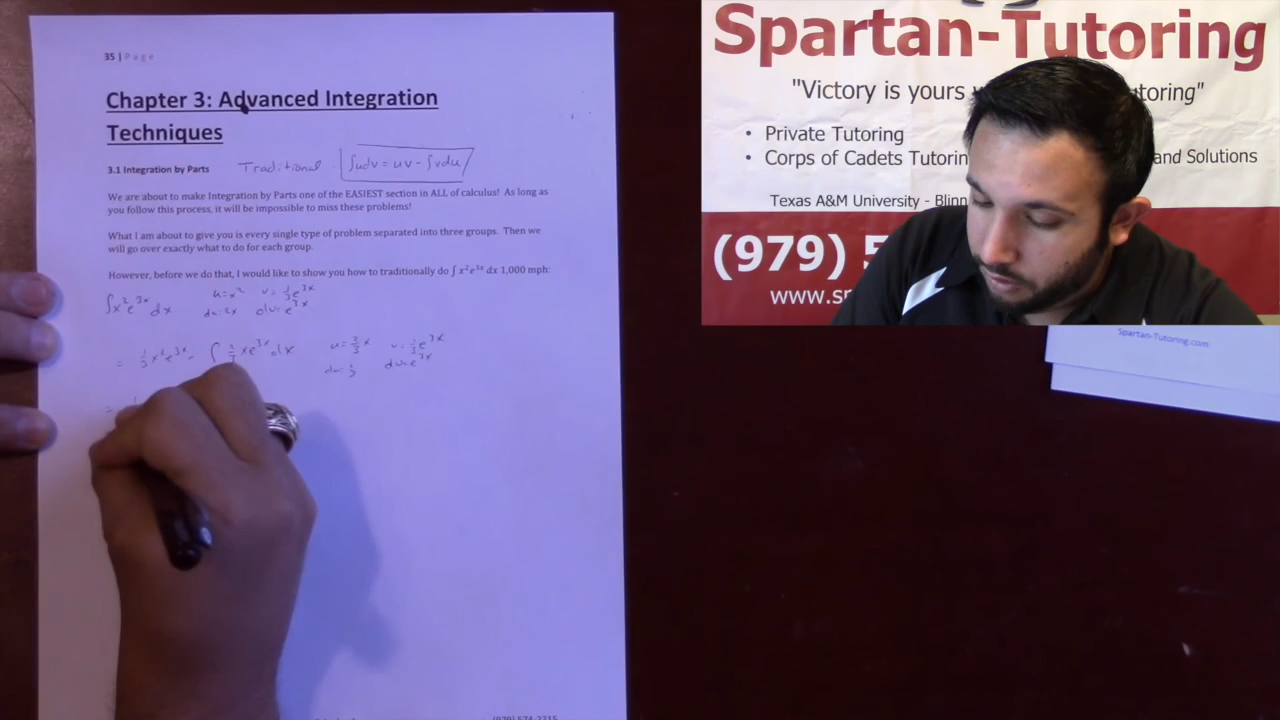 35 | Page
Chapter 3: Advanced Integration
Techniques
3.1 Integration by Parts Traditional: ∫udv = uv - ∫vdu
We are about to make Integration by Parts one of the EASIEST section in ALL of calculus! As long as
you follow this process, it will be impossible to miss these problems!
What I am about to give you is every single type of problem separated into three groups. Then we
will go over exactly what to do for each group.
However, before we do that, I would like to show you how to traditionally do ∫ x²e³ˣ dx 1,000 mph:
∫x²e³ˣdx u=x² v=⅓e³ˣ
du=2x dv=e³ˣ
= ⅓x²e³ˣ - ∫ ⅔xe³ˣdx u=⅔x v=⅓e³ˣ
du=⅔ dv=e³ˣ
=
(979) 574-2215
Spartan-Tutoring
"Victory is yours toring"
• Private Tutoring
• Corps of Cadets Tutorin and Solutions
Texas A&M University - Blinn
(979) 5
www.sp
Spartan-Tutoring.com